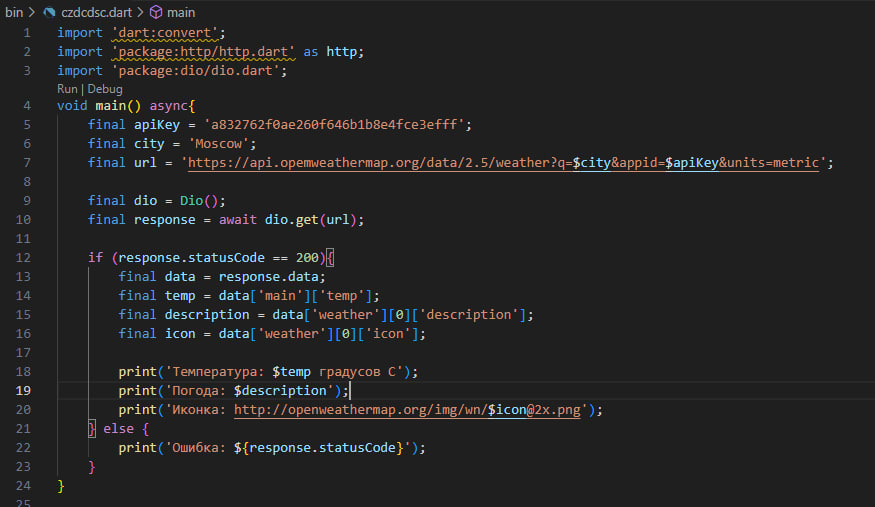 bin > czdcdsc.dart > main
1 import 'dart:convert';
2 import 'package:http/http.dart' as http;
3 import 'package:dio/dio.dart';
Run | Debug
4 void main() async{
5 final apiKey = 'a832762f0ae260f646b1b8e4fce3efff';
6 final city = 'Moscow';
7 final url = 'https://api.opemweathermap.org/data/2.5/weather?q=$city&appid=$apiKey&units=metric';
8
9 final dio = Dio();
10 final response = await dio.get(url);
11
12 if (response.statusCode == 200){
13 final data = response.data;
14 final temp = data['main']['temp'];
15 final description = data['weather'][0]['description'];
16 final icon = data['weather'][0]['icon'];
17
18 print('Температура: $temp градусов С');
19 print('Погода: $description');
20 print('Иконка: http://openweathermap.org/img/wn/$icon@2x.png');
21 } else {
22 print('Ошибка: ${response.statusCode}');
23 }
24 }
25